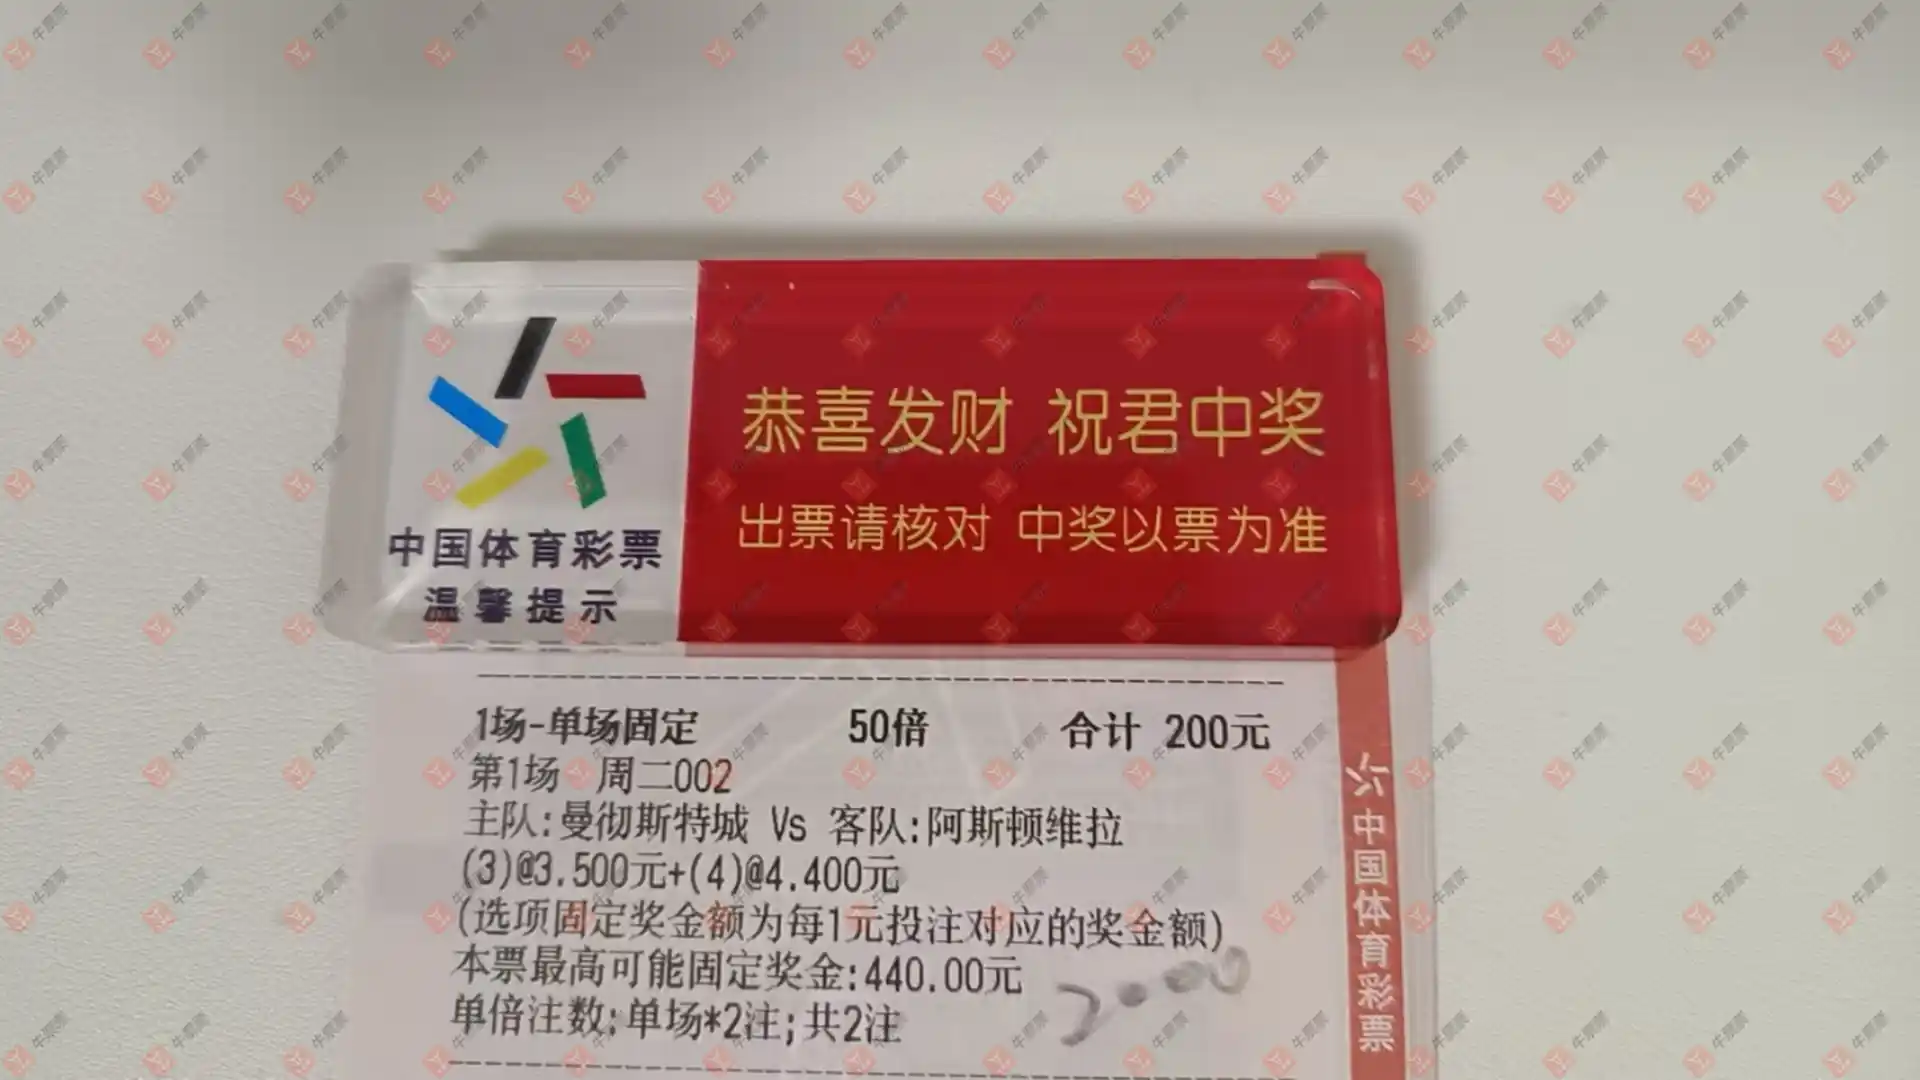 恭喜发财 祝君中奖
出票请核对 中奖以票为准
中国体育彩票
温馨提示
1场-单场固定 50倍 合计 200元
第1场 周二002
主队:曼彻斯特城 Vs 客队:阿斯顿维拉
(3)@3.500元+(4)@4.400元
(选项固定奖金额为每1元投注对应的奖金额)
本票最高可能固定奖金:440.00元
单倍注数:单场*2注;共2注
中国体育彩票